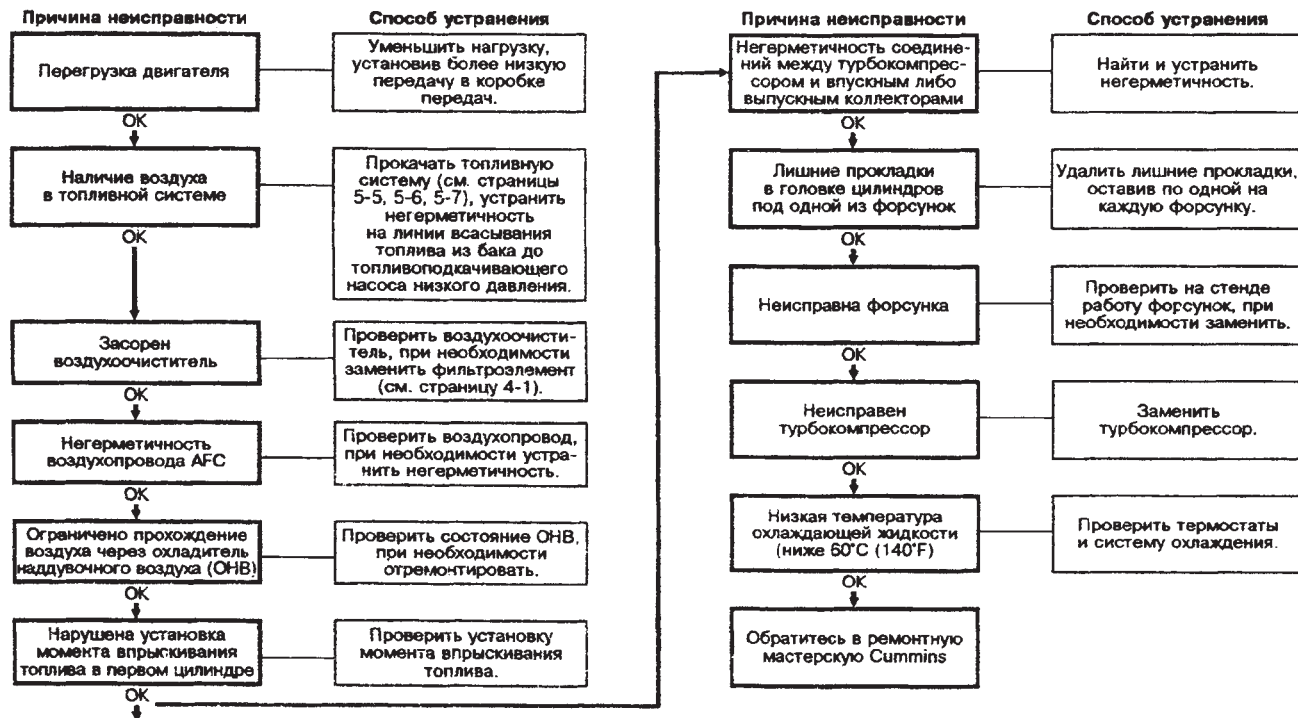 Причина неисправности
Способ устранения
Перегрузка двигателя
Уменьшить нагрузку,
установив более низкую
передачу в коробке
передач.
OK
Наличие воздуха
в топливной системе
Прокачать топливную
систему (см. страницы
5-5, 5-6, 5-7), устранить
негерметичность
на линии всасывания
топлива из бака до
топливоподкачивающего
насоса низкого давления.
OK
Засорен
воздухоочиститель
Проверить воздухоочисти-
тель, при необходимости
заменить фильтроэлемент
(см. страницу 4-1).
OK
Негерметичность
воздухопровода AFC
Проверить воздухопровод,
при необходимости устра-
нить негерметичность.
OK
Ограничено прохождение
воздуха через охладитель
наддувочного воздуха (ОНВ)
Проверить состояние ОНВ,
при необходимости
отремонтировать.
OK
Нарушена установка
момента впрыскивания
топлива в первом цилиндре
Проверить установку
момента впрыскивания
топлива.
OK
Причина неисправности
Способ устранения
Негерметичность соедине-
ний между турбокомпрес-
сором и впускным либо
выпускным коллекторами
Найти и устранить
негерметичность.
OK
Лишние прокладки
в головке цилиндров
под одной из форсунок
Удалить лишние прокладки,
оставив по одной на
каждую форсунку.
OK
Неисправна форсунка
Проверить на стенде
работу форсунок, при
необходимости заменить.
OK
Неисправен
турбокомпрессор
Заменить
турбокомпрессор.
OK
Низкая температура
охлаждающей жидкости
(ниже 60°C (140°F)
Проверить термостаты
и систему охлаждения.
OK
Обратитесь в ремонтную
мастерскую Cummins